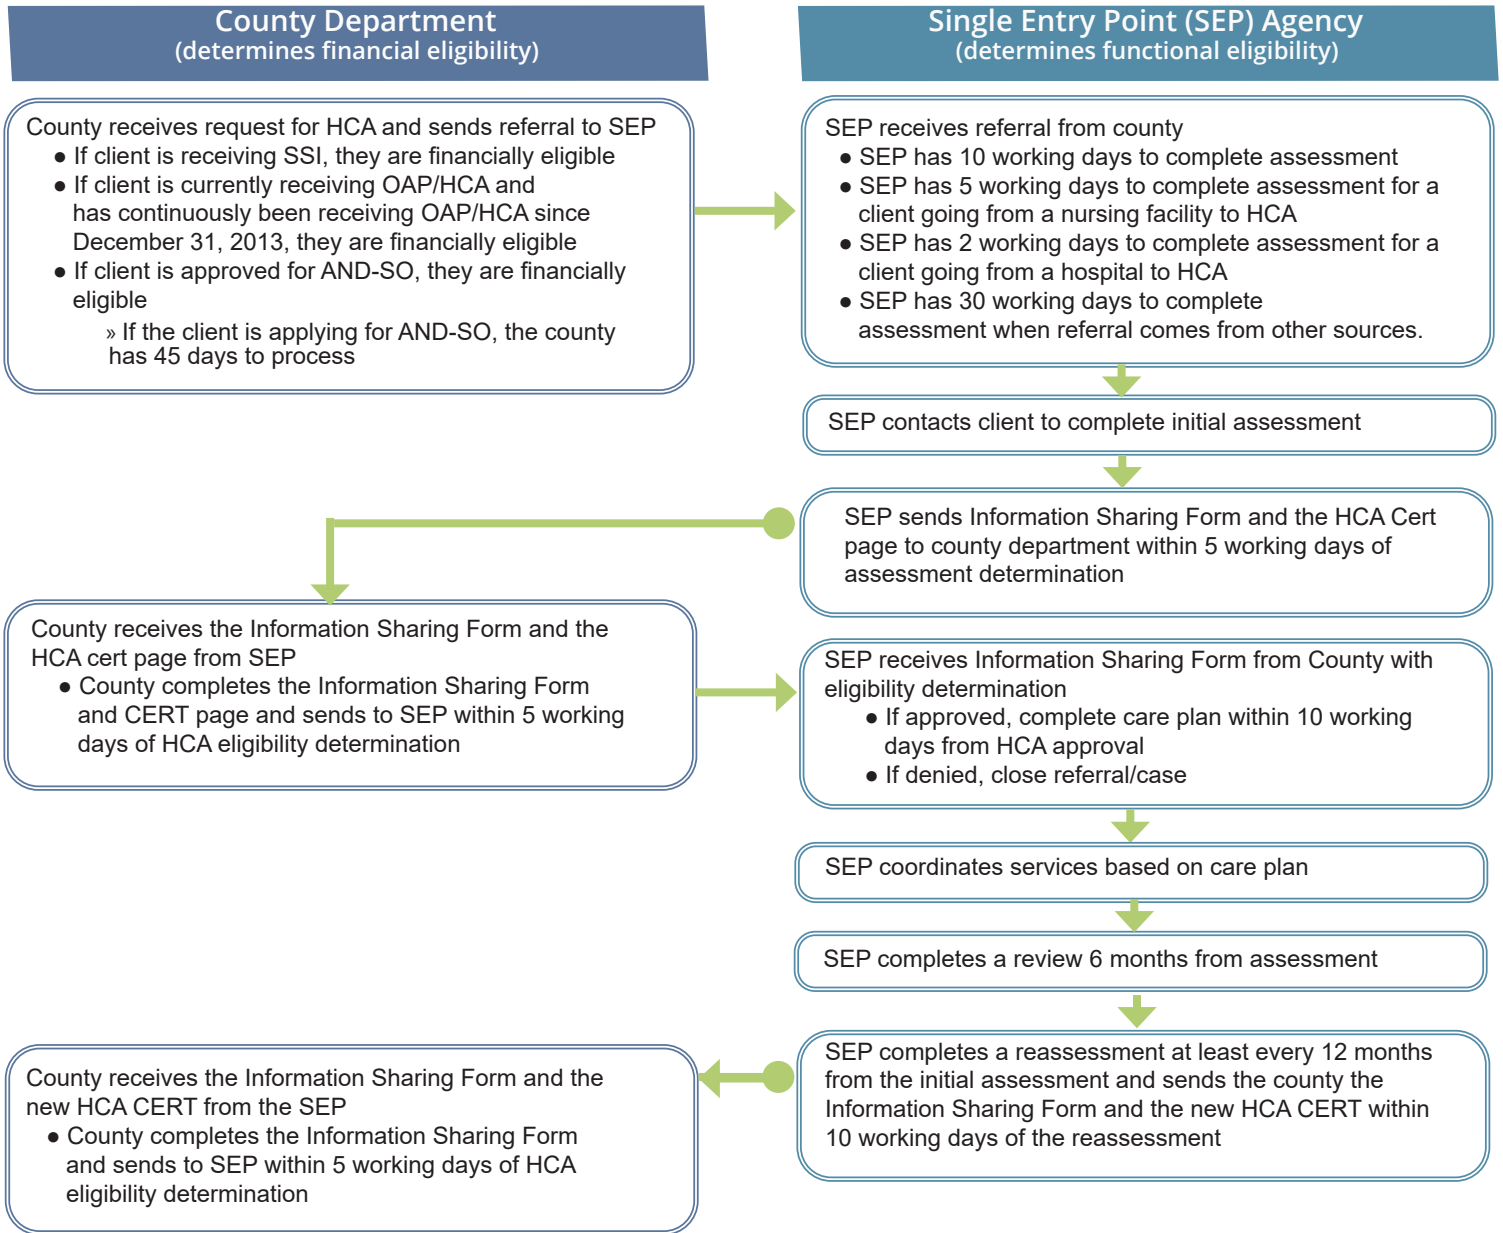 County Department
(determines financial eligibility)
Single Entry Point (SEP) Agency
(determines functional eligibility)
County receives request for HCA and sends referral to SEP
● If client is receiving SSI, they are financially eligible
● If client is currently receiving OAP/HCA and
has continuously been receiving OAP/HCA since
December 31, 2013, they are financially eligible
● If client is approved for AND-SO, they are financially
eligible
» If the client is applying for AND-SO, the county
has 45 days to process
SEP receives referral from county
● SEP has 10 working days to complete assessment
● SEP has 5 working days to complete assessment for a
client going from a nursing facility to HCA
● SEP has 2 working days to complete assessment for a
client going from a hospital to HCA
● SEP has 30 working days to complete
assessment when referral comes from other sources.
SEP contacts client to complete initial assessment
SEP sends Information Sharing Form and the HCA Cert
page to county department within 5 working days of
assessment determination
County receives the Information Sharing Form and the
HCA cert page from SEP
● County completes the Information Sharing Form
and CERT page and sends to SEP within 5 working
days of HCA eligibility determination
SEP receives Information Sharing Form from County with
eligibility determination
● If approved, complete care plan within 10 working
days from HCA approval
● If denied, close referral/case
SEP coordinates services based on care plan
SEP completes a review 6 months from assessment
SEP completes a reassessment at least every 12 months
from the initial assessment and sends the county the
Information Sharing Form and the new HCA CERT within
10 working days of the reassessment
County receives the Information Sharing Form and the
new HCA CERT from the SEP
● County completes the Information Sharing Form
and sends to SEP within 5 working days of HCA
eligibility determination